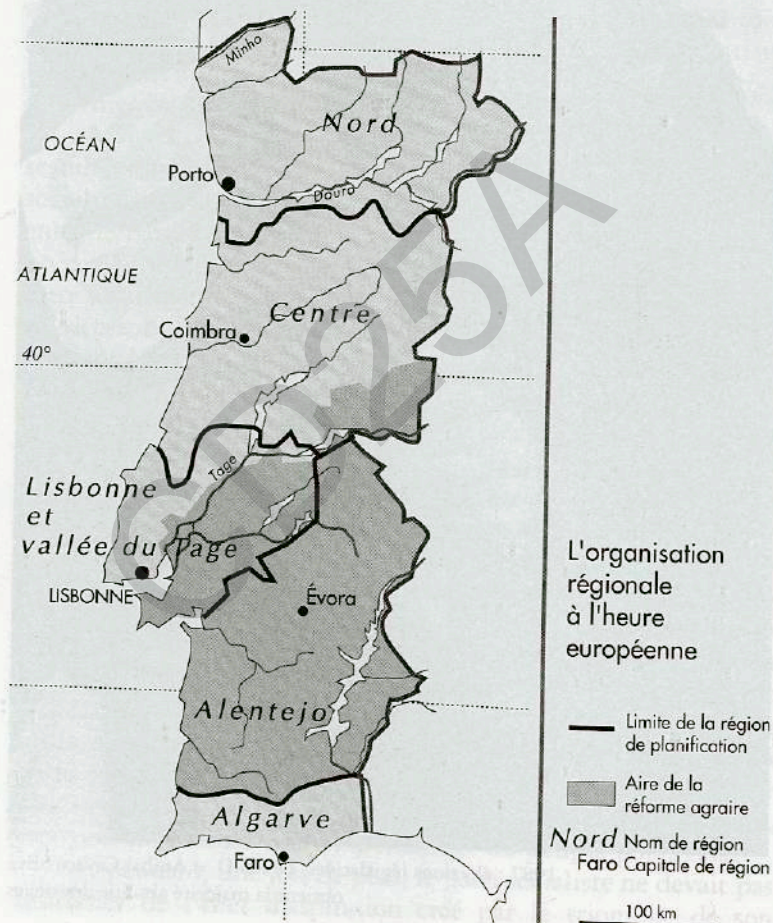 Minho
Nord
OCÉAN
Porto
Douro
ATLANTIQUE
Centre
Coimbra
40°
Tage
Lisbonne
et
vallée du Tage
LISBONNE
Évora
Alentejo
Algarve
Faro
L'organisation
régionale
à l'heure
européenne
Limite de la région
de planification
Aire de la
réforme agraire
Nord Nom de région
Faro Capitale de région
100 km
CD25A